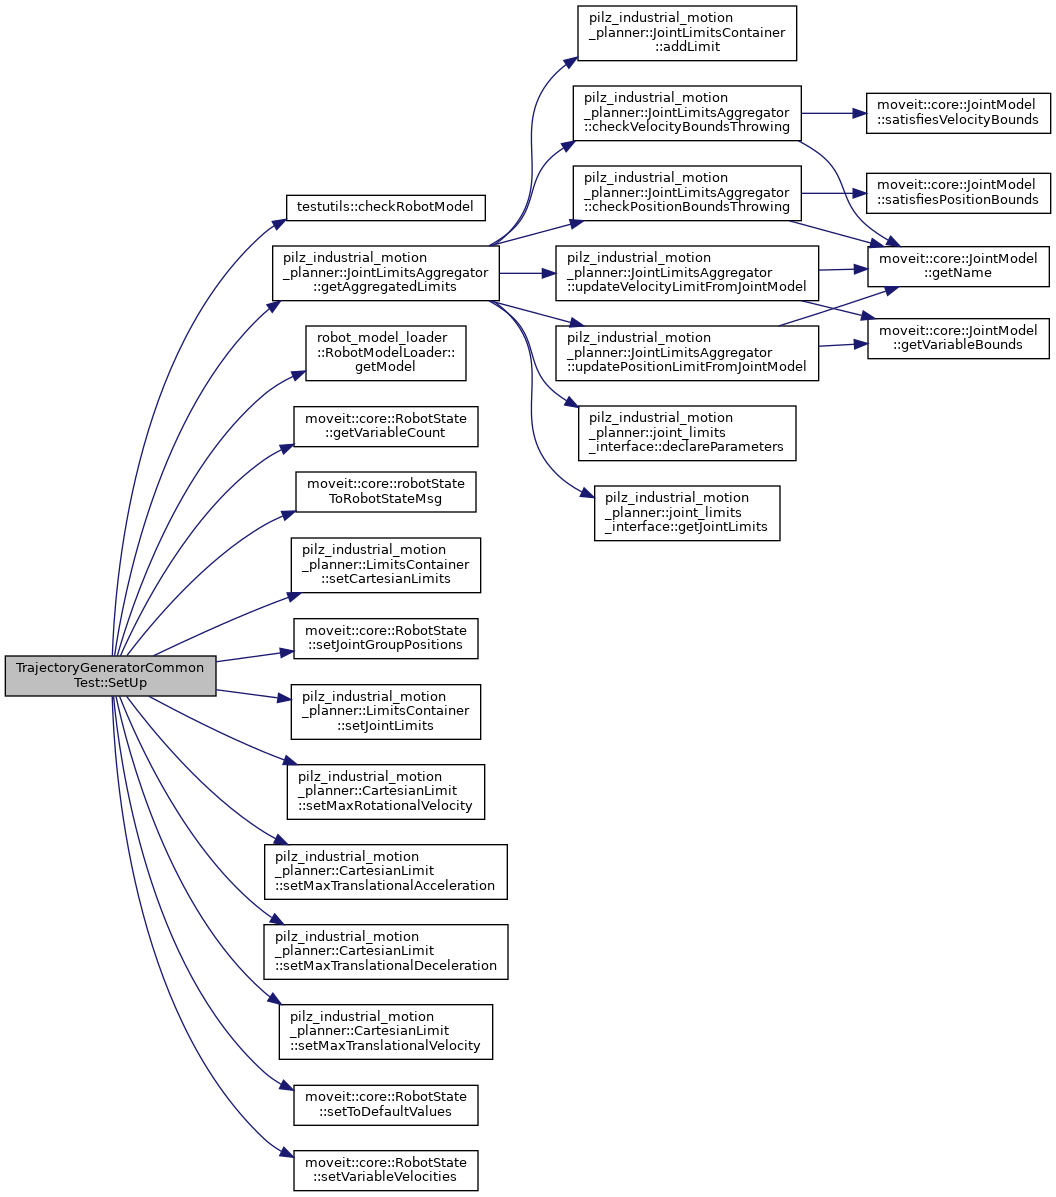 TrajectoryGeneratorCommon
Test::SetUp
testutils::checkRobotModel
pilz_industrial_motion
_planner::JointLimitsAggregator
::getAggregatedLimits
robot_model_loader
::RobotModelLoader::
getModel
moveit::core::RobotState
::getVariableCount
moveit::core::robotState
ToRobotStateMsg
pilz_industrial_motion
_planner::LimitsContainer
::setCartesianLimits
moveit::core::RobotState
::setJointGroupPositions
pilz_industrial_motion
_planner::LimitsContainer
::setJointLimits
pilz_industrial_motion
_planner::CartesianLimit
::setMaxRotationalVelocity
pilz_industrial_motion
_planner::CartesianLimit
::setMaxTranslationalAcceleration
pilz_industrial_motion
_planner::CartesianLimit
::setMaxTranslationalDeceleration
pilz_industrial_motion
_planner::CartesianLimit
::setMaxTranslationalVelocity
moveit::core::RobotState
::setToDefaultValues
moveit::core::RobotState
::setVariableVelocities
pilz_industrial_motion
_planner::JointLimitsContainer
::addLimit
pilz_industrial_motion
_planner::JointLimitsAggregator
::checkVelocityBoundsThrowing
pilz_industrial_motion
_planner::JointLimitsAggregator
::checkPositionBoundsThrowing
pilz_industrial_motion
_planner::JointLimitsAggregator
::updateVelocityLimitFromJointModel
pilz_industrial_motion
_planner::JointLimitsAggregator
::updatePositionLimitFromJointModel
pilz_industrial_motion
_planner::joint_limits
_interface::declareParameters
pilz_industrial_motion
_planner::joint_limits
_interface::getJointLimits
moveit::core::JointModel
::satisfiesVelocityBounds
moveit::core::JointModel
::satisfiesPositionBounds
moveit::core::JointModel
::getName
moveit::core::JointModel
::getVariableBounds